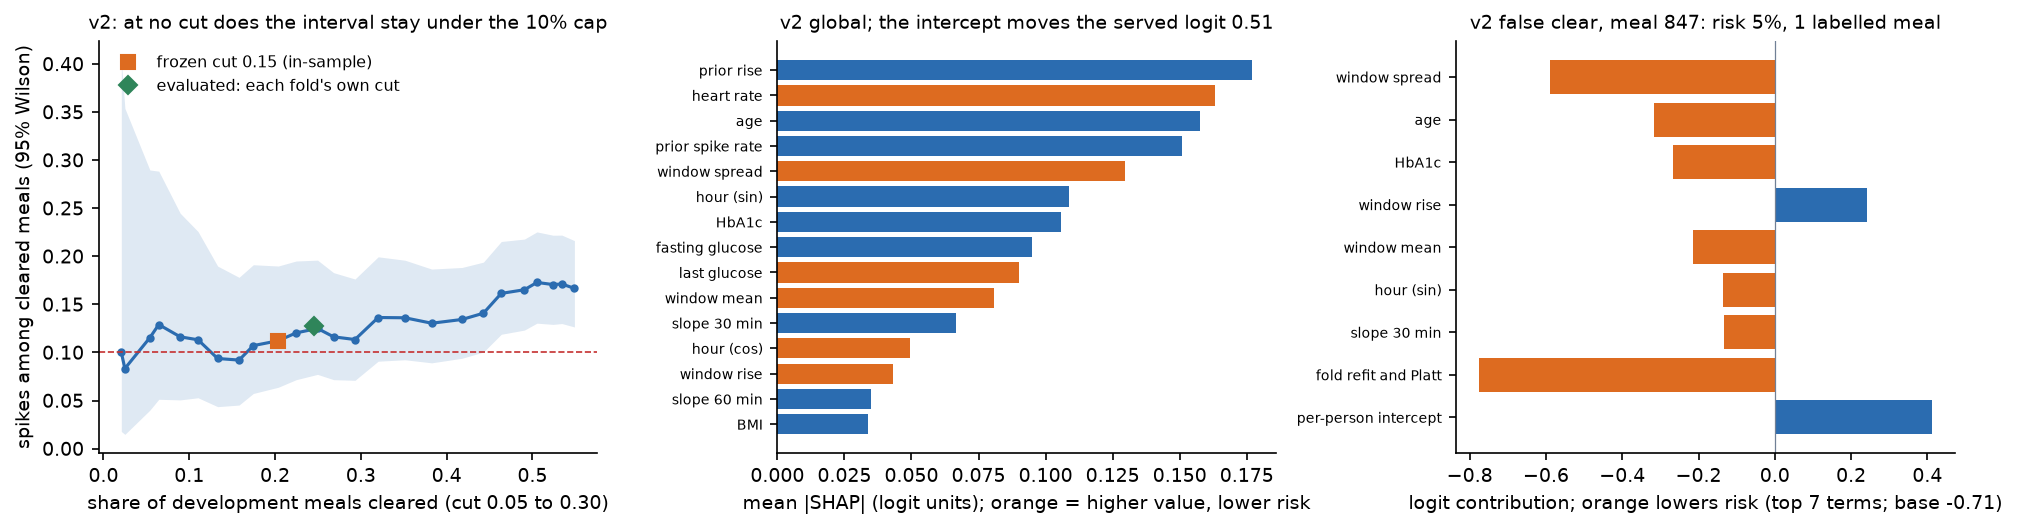 v2: at no cut does the interval stay under the 10% cap
frozen cut 0.15 (in-sample)
evaluated: each fold's own cut
spikes among cleared meals (95% Wilson)
0.40
0.35
0.30
0.25
0.20
0.15
0.10
0.05
0.00
0.0 0.1 0.2 0.3 0.4 0.5
share of development meals cleared (cut 0.05 to 0.30)
v2 global; the intercept moves the served logit 0.51
prior rise
heart rate
age
prior spike rate
window spread
hour (sin)
HbA1c
fasting glucose
last glucose
window mean
slope 30 min
hour (cos)
window rise
slope 60 min
BMI
0.000 0.025 0.050 0.075 0.100 0.125 0.150 0.175
mean |SHAP| (logit units); orange = higher value, lower risk
v2 false clear, meal 847: risk 5%, 1 labelled meal
window spread
age
HbA1c
window rise
window mean
hour (sin)
slope 30 min
fold refit and Platt
per-person intercept
−0.8 −0.6 −0.4 −0.2 0.0 0.2 0.4
logit contribution; orange lowers risk (top 7 terms; base -0.71)